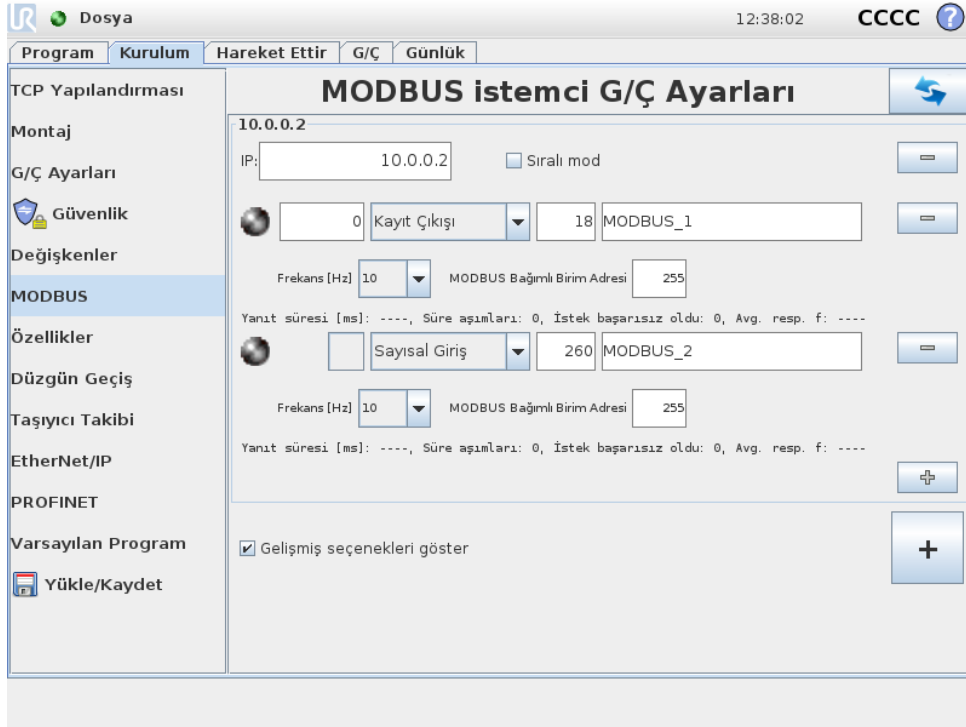 UR Dosya 12:38:02 CCCC ?
Program Kurulum Hareket Ettir G/Ç Günlük
TCP Yapılandırması
Montaj
G/Ç Ayarları
Güvenlik
Değişkenler
MODBUS
Özellikler
Düzgün Geçiş
Taşıyıcı Takibi
EtherNet/IP
PROFINET
Varsayılan Program
Yükle/Kaydet
MODBUS istemci G/Ç Ayarları
10.0.0.2
IP: 10.0.0.2 Sıralı mod
0 Kayıt Çıkışı 18 MODBUS_1
Frekans [Hz] 10 MODBUS Bağımlı Birim Adresi 255
Yanıt süresi [ms]: ----, Süre aşımları: 0, İstek başarısız oldu: 0, Avg. resp. f: ----
Sayısal Giriş 260 MODBUS_2
Frekans [Hz] 10 MODBUS Bağımlı Birim Adresi 255
Yanıt süresi [ms]: ----, Süre aşımları: 0, İstek başarısız oldu: 0, Avg. resp. f: ----
Gelişmiş seçenekleri göster